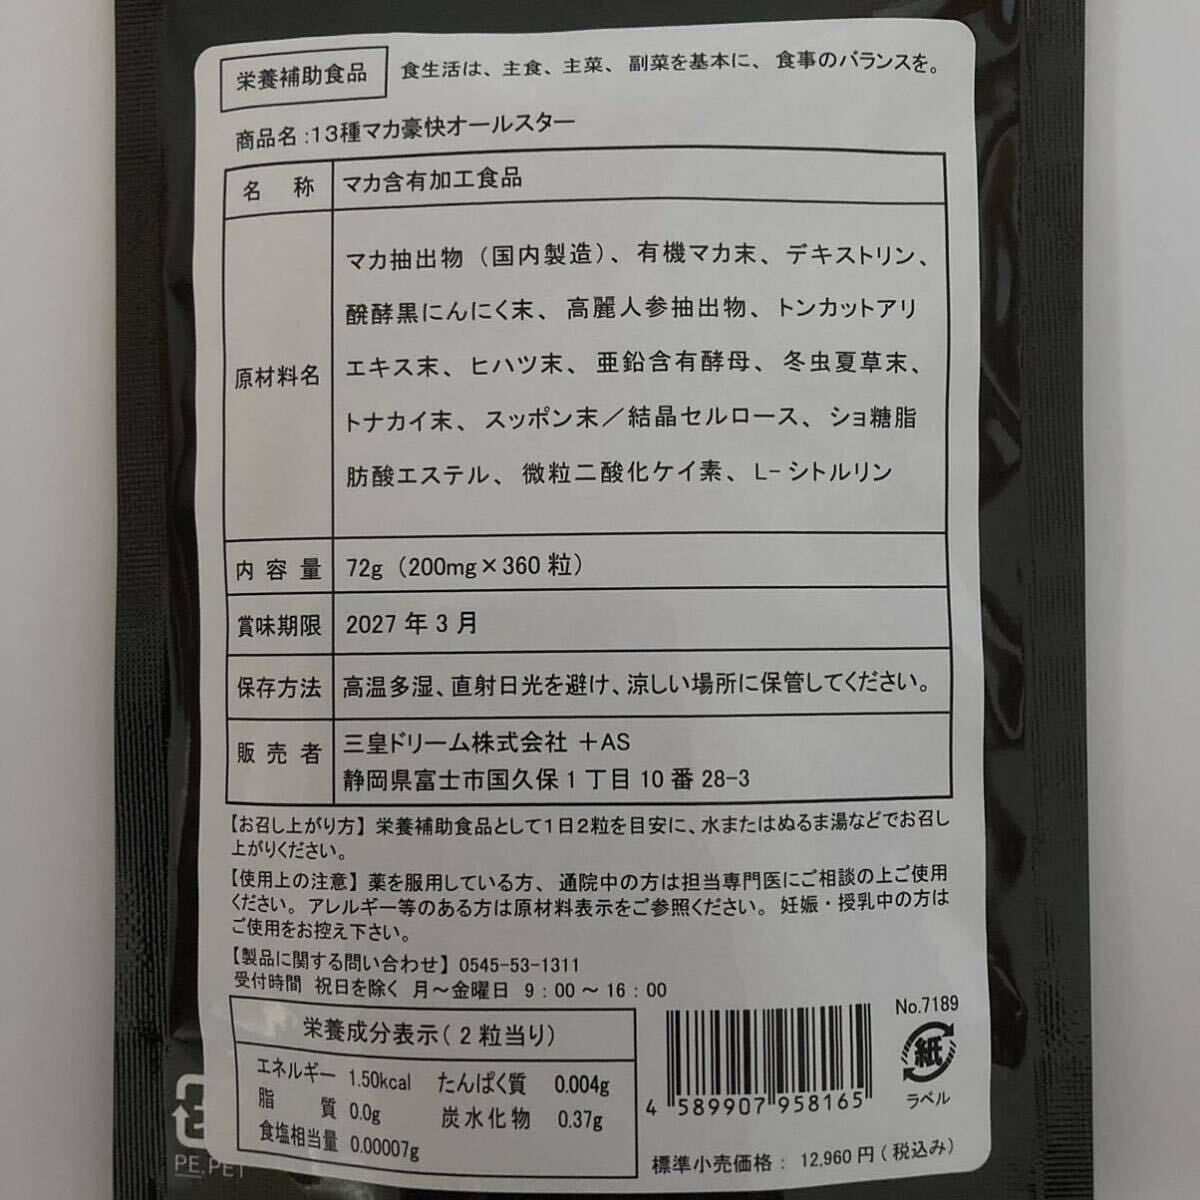 栄養補助食品 食生活は、主食、主菜、副菜を基本に、食事のバランスを。
商品名:13種マカ豪快オールスター
名 称 マカ含有加工食品
原材料名
マカ抽出物(国内製造)、有機マカ末、デキストリン、
醗酵黒にんにく末、高麗人参抽出物、トンカットアリ
エキス末、ヒハツ末、亜鉛含有酵母、冬虫夏草末、
トナカイ末、スッポン末/結晶セルロース、ショ糖脂
肪酸エステル、微粒二酸化ケイ素、L-シトルリン
内 容 量 72g(200mg×360粒)
賞味期限 2027年3月
保存方法 高温多湿、直射日光を避け、涼しい場所に保管してください。
販 売 者 三皇ドリーム株式会社 +AS
静岡県富士市国久保1丁目10番28-3
【お召し上がり方】栄養補助食品として1日2粒を目安に、水またはぬるま湯などでお召し
上がりください。
【使用上の注意】薬を服用している方、通院中の方は担当専門医にご相談の上ご使用
ください。アレルギー等のある方は原材料表示をご参照ください。妊娠・授乳中の方は
ご使用をお控え下さい。
【製品に関する問い合わせ】0545-53-1311
受付時間 祝日を除く 月~金曜日 9:00~16:00
栄養成分表示(2粒当り)
エネルギー 1.50kcal たんぱく質 0.004g
脂 質 0.0g 炭水化物 0.37g
食塩相当量 0.00007g
No.7189
紙
ラベル
4 589907 958165
標準小売価格: 12,960円(税込み)
PE,PET